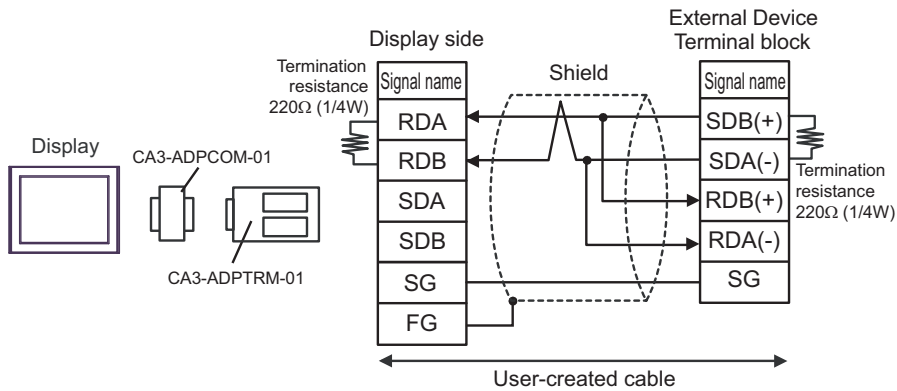 External Device
Terminal block
Display side
Termination
resistance
220Ω (1/4W)
Signal name
Shield
Signal name
RDA
SDB(+)
Display
CA3-ADPCOM-01
RDB
SDA(-)
Termination
resistance
220Ω (1/4W)
SDA
RDB(+)
SDB
RDA(-)
CA3-ADPTRM-01
SG
SG
FG
User-created cable